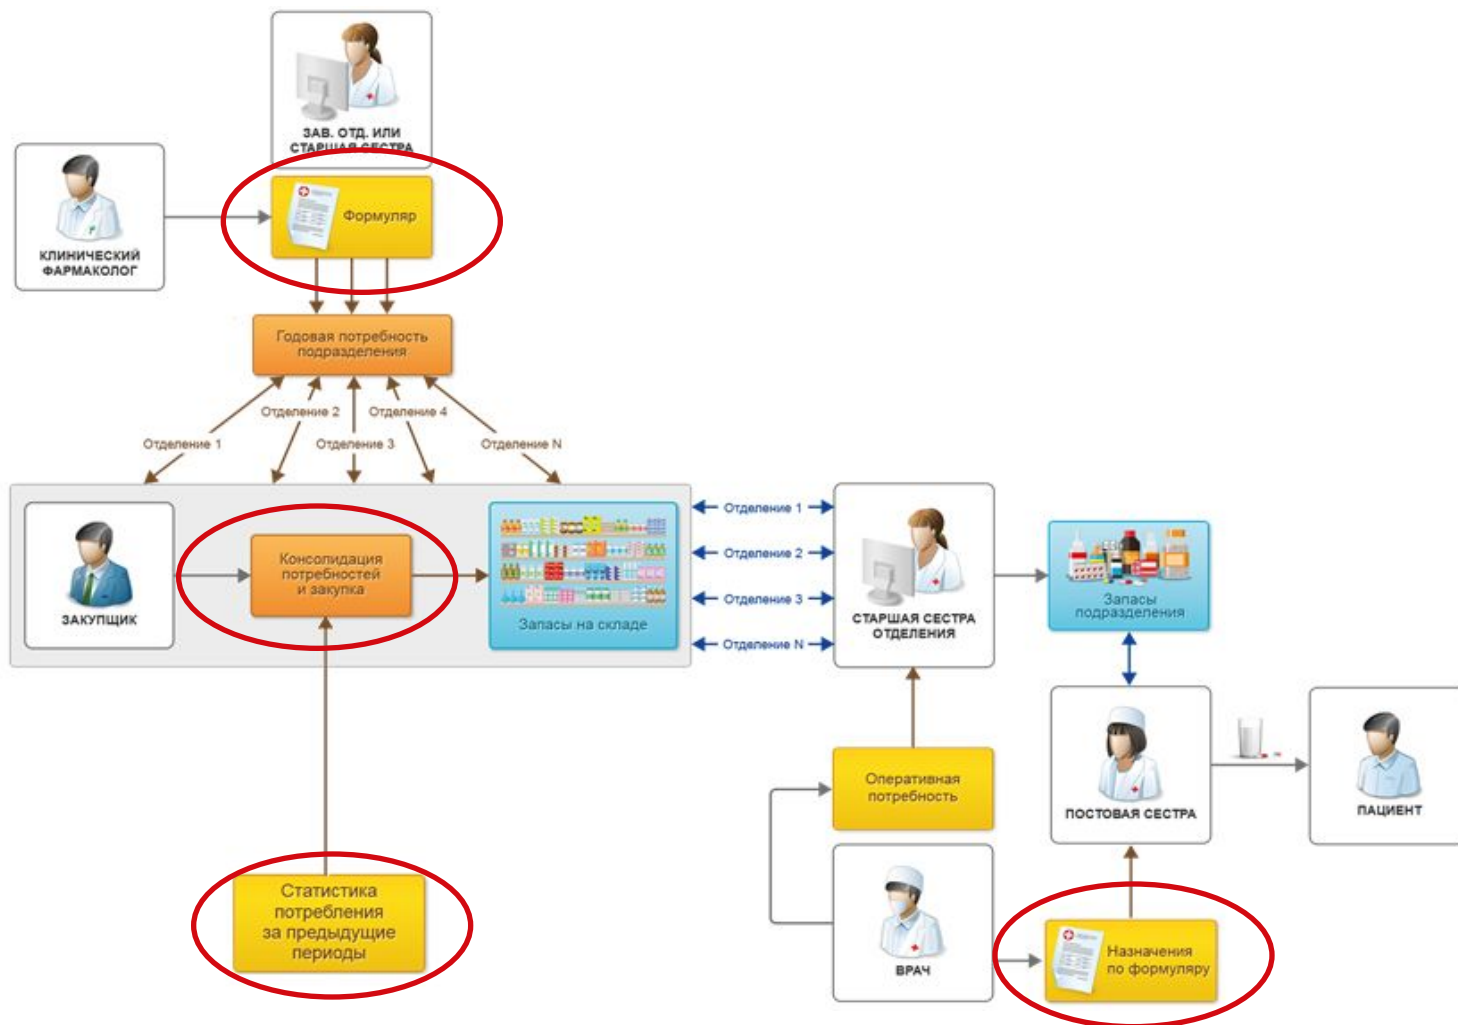 ЗАВ. ОТД. ИЛИ
СТАРШАЯ СЕСТРА
КЛИНИЧЕСКИЙ
ФАРМАКОЛОГ
Формуляр
Годовая потребность
подразделения
Отделение 1
Отделение 2
Отделение 3
Отделение 4
Отделение N
ЗАКУПЩИК
Консолидация
потребностей
и закупка
Запасы на складе
Отделение 1
Отделение 2
Отделение 3
Отделение N
СТАРШАЯ СЕСТРА
ОТДЕЛЕНИЯ
Запасы
подразделения
Оперативная
потребность
ПОСТОВАЯ СЕСТРА
ПАЦИЕНТ
Статистика
потребления
за предыдущие
периоды
ВРАЧ
Назначения
по формуляру